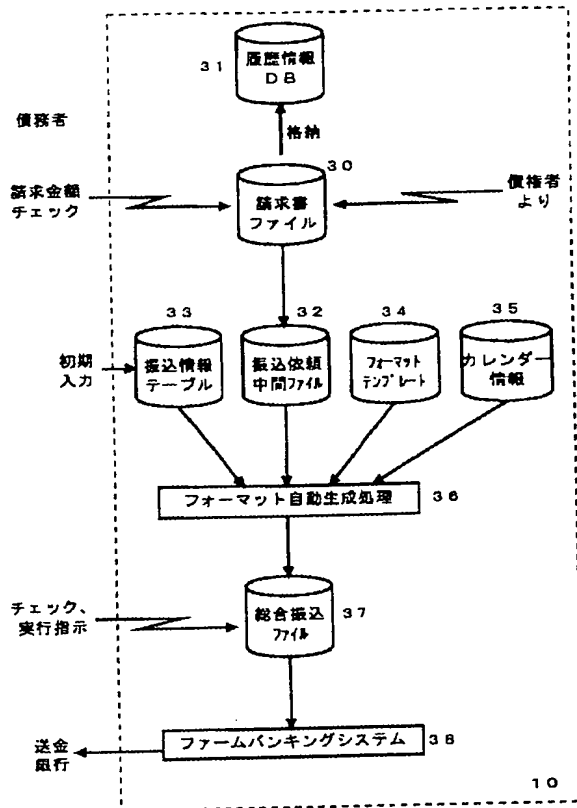 履歴情報
DB
31
債務者
格納
30
請求金額
チェック
請求書
ファイル
債権者
より
33
32
34
35
初期
入力
振込情報
テーブル
振込依頼
中間ファイル
フォーマット
テンプレート
カレンダー
情報
フォーマット自動生成処理
36
チェック、
実行指示
総合振込
ファイル
37
ファームバンキングシステム
38
送金
銀行
10